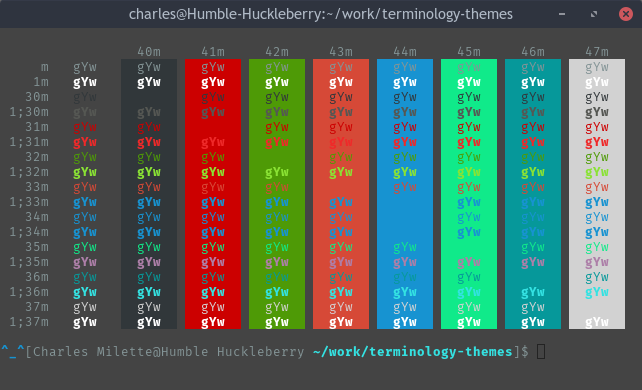 charles@Humble-Huckleberry:~/work/terminology-themes
40m 41m 42m 43m 44m 45m 46m 47m
m gYw gYw gYw gYw gYw gYw gYw gYw gYw
1m gYw gYw gYw gYw gYw gYw gYw gYw gYw
30m gYw gYw gYw gYw gYw gYw gYw gYw
1;30m gYw gYw gYw gYw gYw gYw gYw gYw gYw
31m gYw gYw gYw gYw gYw gYw gYw gYw
1;31m gYw gYw gYw gYw gYw gYw gYw gYw gYw
32m gYw gYw gYw gYw gYw gYw gYw gYw
1;32m gYw gYw gYw gYw gYw gYw gYw gYw gYw
33m gYw gYw gYw gYw gYw gYw gYw gYw
1;33m gYw gYw gYw gYw gYw gYw gYw gYw
34m gYw gYw gYw gYw gYw gYw gYw gYw
1;34m gYw gYw gYw gYw gYw gYw gYw gYw
35m gYw gYw gYw gYw gYw gYw gYw gYw
1;35m gYw gYw gYw gYw gYw gYw gYw gYw gYw
36m gYw gYw gYw gYw gYw gYw gYw gYw
1;36m gYw gYw gYw gYw gYw gYw gYw gYw gYw
37m gYw gYw gYw gYw gYw gYw gYw gYw
1;37m gYw gYw gYw gYw gYw gYw gYw gYw gYw
^_^[Charles Milette@Humble Huckleberry ~/work/terminology-themes]$